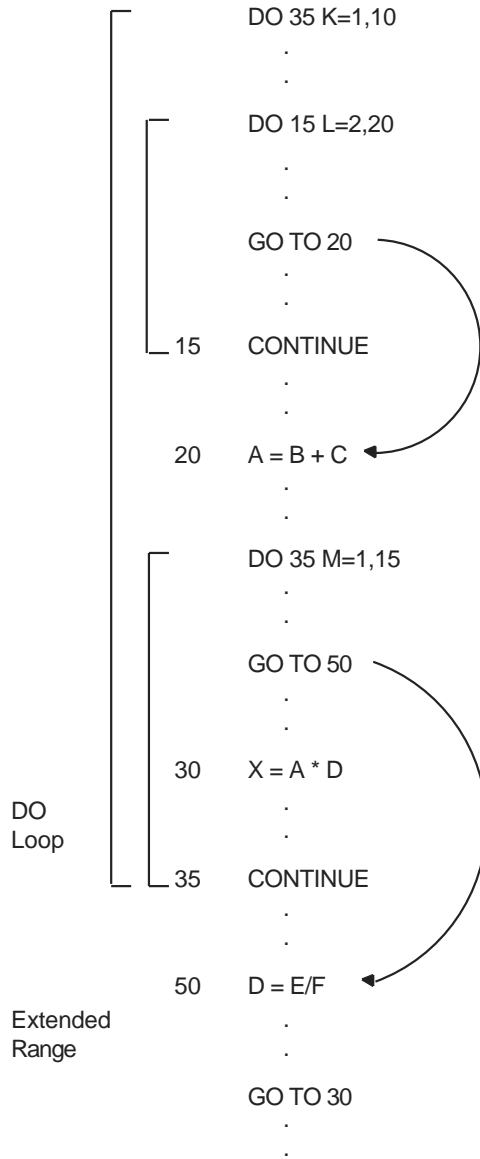 DO 35 K=1,10
.
.
DO 15 L=2,20
.
.
GO TO 20
.
.
15 CONTINUE
.
.
20 A = B + C
.
.
DO 35 M=1,15
.
.
GO TO 50
.
.
30 X = A * D
DO
.
Loop
.
35 CONTINUE
.
.
50 D = E/F
Extended
.
Range
.
GO TO 30
.
.